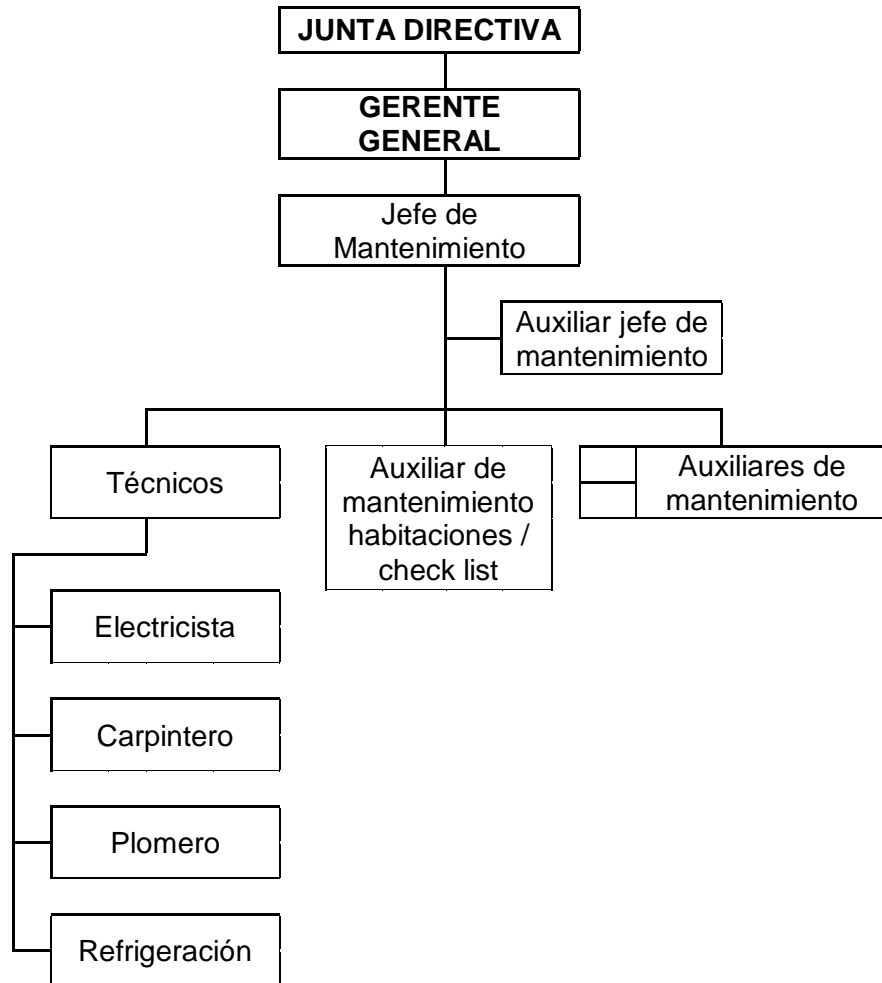 JUNTA DIRECTIVA
GERENTE
GENERAL
Jefe de
Mantenimiento
Auxiliar jefe de
mantenimiento
Técnicos
Auxiliar de
mantenimiento
habitaciones /
check list
Auxiliares de
mantenimiento
Electricista
Carpintero
Plomero
Refrigeración